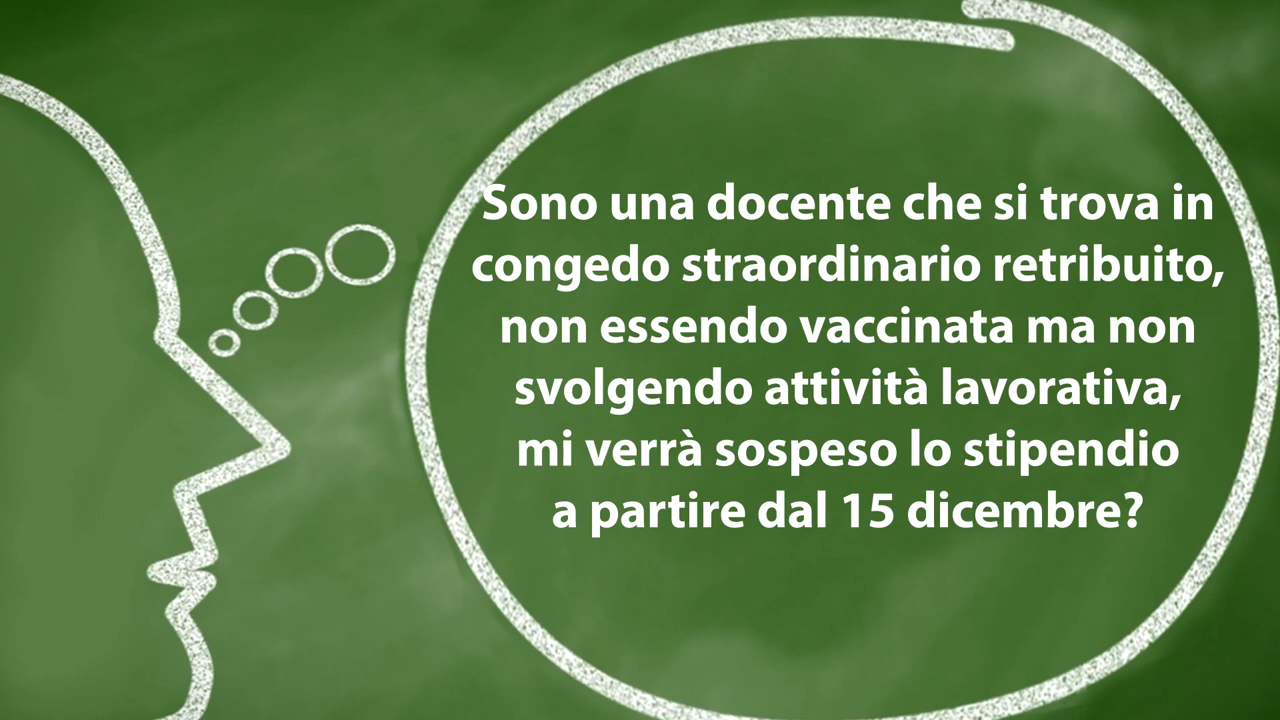 Sono una docente che si trova in
congedo straordinario retribuito,
non essendo vaccinata ma non
svolgendo attività lavorativa,
mi verrà sospeso lo stipendio
a partire dal 15 dicembre?